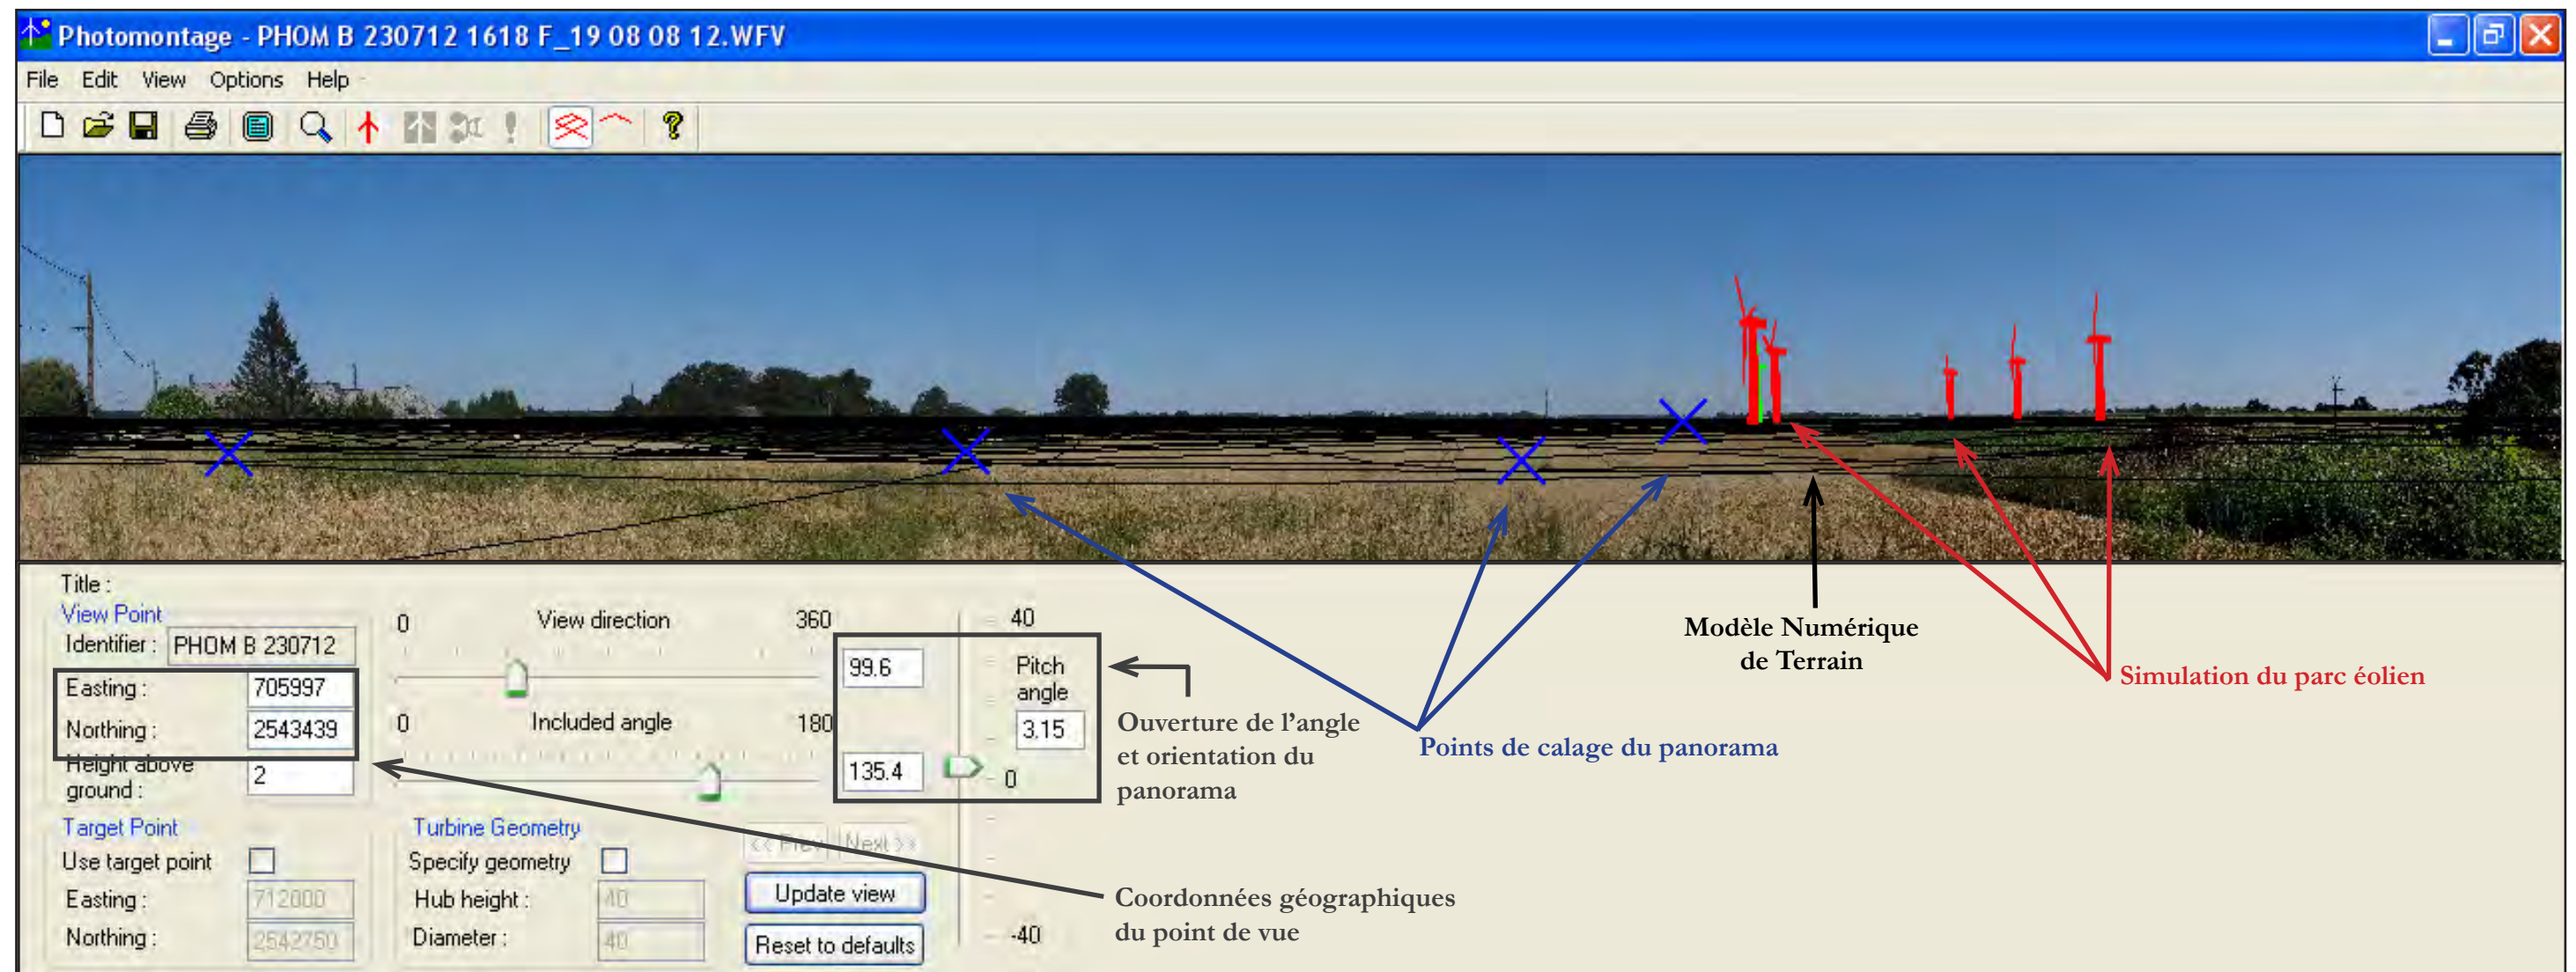 Photomontage - PHOM B 230712 1618 F_19 08 08 12.WFV
File Edit View Options Help
Title :
View Point
Identifier : PHOM B 230712
Easting : 705997
Northing : 2543439
Height above
ground : 2
0 View direction 360
99.6
0 Included angle 180
135.4
40
Pitch
angle
3.15
0
-40
Target Point
Use target point
Easting : 712000
Northing : 2542750
Turbine Geometry
Specify geometry
Hub height : 40
Diameter : 40
<< Prev Next >>
Update view
Reset to defaults
Ouverture de l’angle
et orientation du
panorama
Coordonnées géographiques
du point de vue
Points de calage du panorama
Modèle Numérique
de Terrain
Simulation du parc éolien